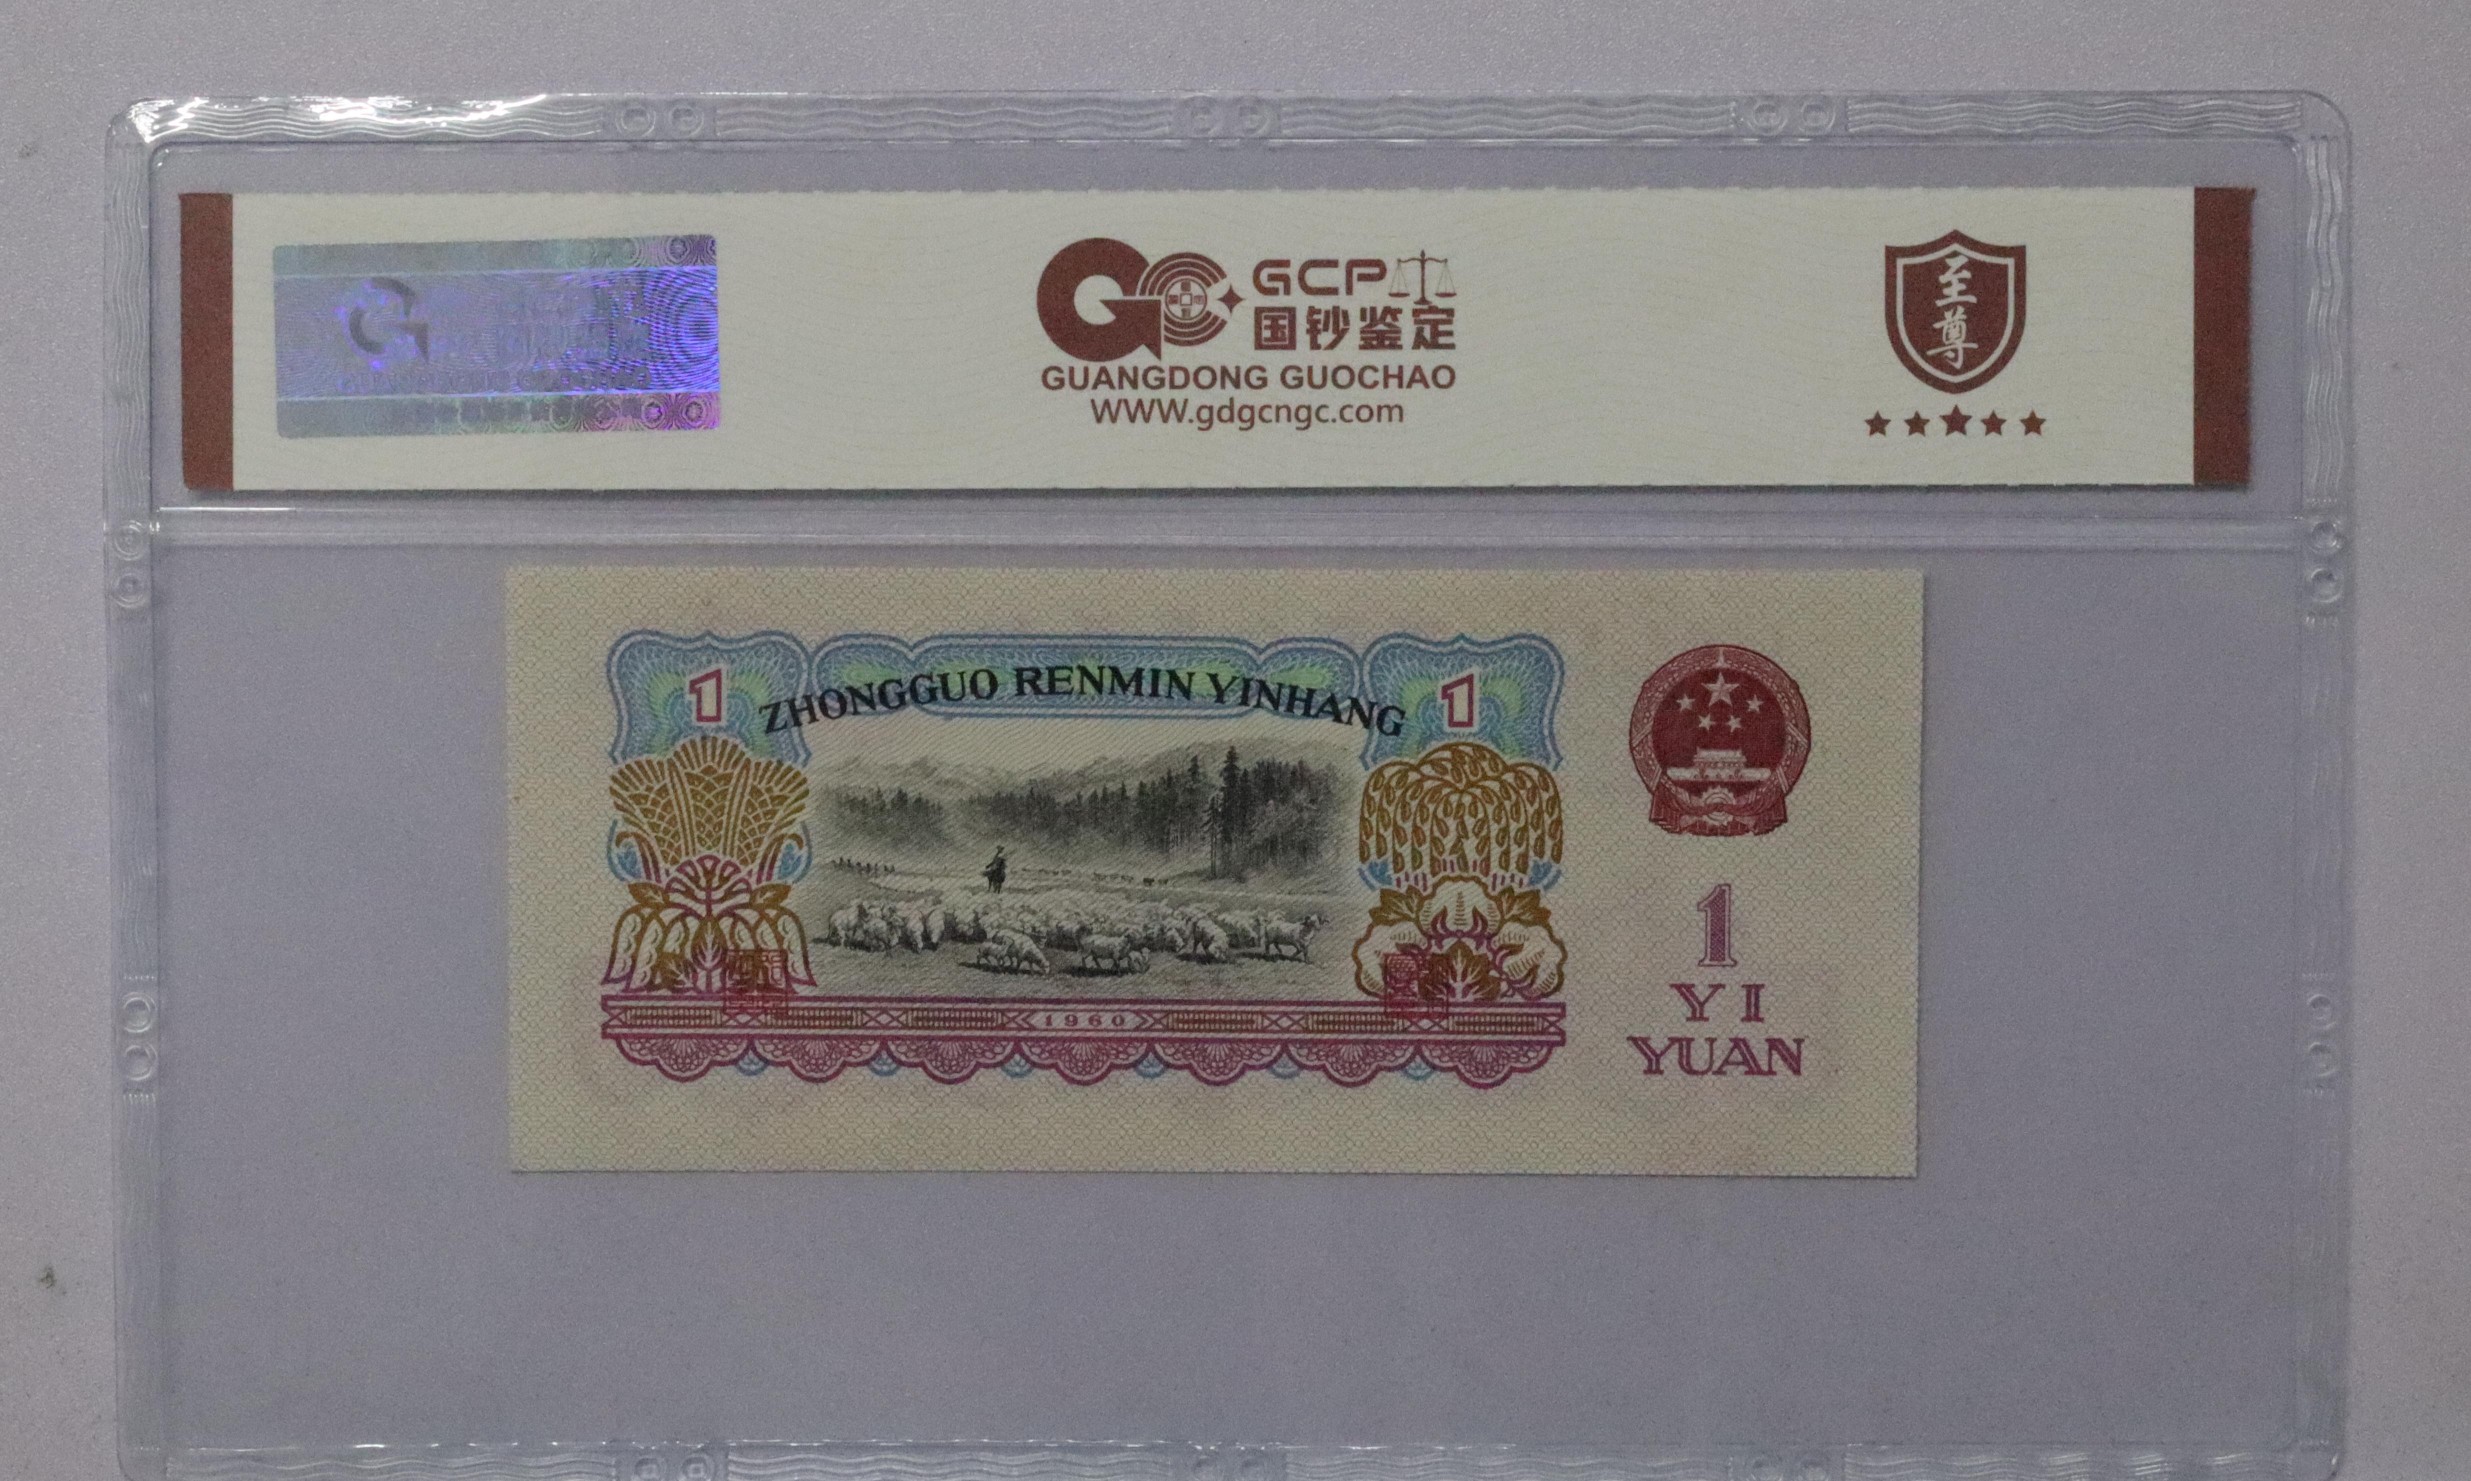 GCP
国钞鉴定
GUANGDONG GUOCHAO
WWW.gdgcngc.com
至尊
1
ZHONGGUO RENMIN YINHANG
1
1960
1
YI
YUAN